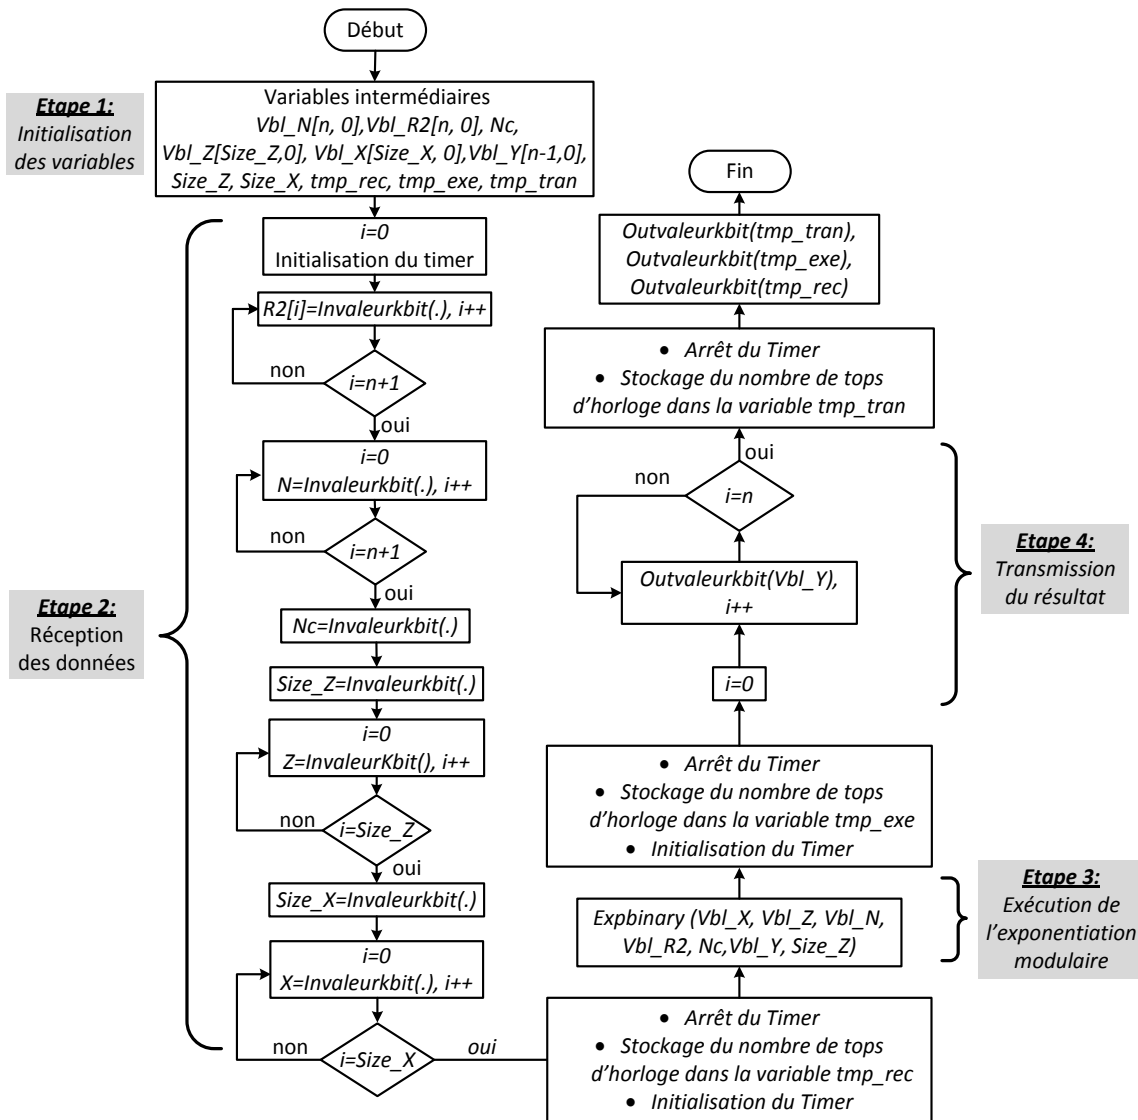 Début
Etape 1:
Initialisation
des variables
Variables intermédiaires
Vbl_N[n, 0],Vbl_R2[n, 0], Nc,
Vbl_Z[Size_Z,0], Vbl_X[Size_X, 0],Vbl_Y[n-1,0],
Size_Z, Size_X, tmp_rec, tmp_exe, tmp_tran
Etape 2:
Réception
des données
i=0
Initialisation du timer
R2[i]=Invaleurkbit(.), i++
non
i=n+1
oui
i=0
N=Invaleurkbit(.), i++
non
i=n+1
oui
Nc=Invaleurkbit(.)
Size_Z=Invaleurkbit(.)
i=0
Z=InvaleurKbit(), i++
non
i=Size_Z
oui
Size_X=Invaleurkbit(.)
i=0
X=Invaleurkbit(.), i++
non
i=Size_X
oui
• Arrêt du Timer
• Stockage du nombre de tops
d'horloge dans la variable tmp_rec
• Initialisation du Timer
Expbinary (Vbl_X, Vbl_Z, Vbl_N,
Vbl_R2, Nc,Vbl_Y, Size_Z)
Etape 3:
Exécution de
l'exponentiation
modulaire
• Arrêt du Timer
• Stockage du nombre de tops
d'horloge dans la variable tmp_exe
• Initialisation du Timer
i=0
Outvaleurkbit(Vbl_Y),
i++
non
i=n
oui
Etape 4:
Transmission
du résultat
• Arrêt du Timer
• Stockage du nombre de tops
d'horloge dans la variable tmp_tran
Outvaleurkbit(tmp_tran),
Outvaleurkbit(tmp_exe),
Outvaleurkbit(tmp_rec)
Fin